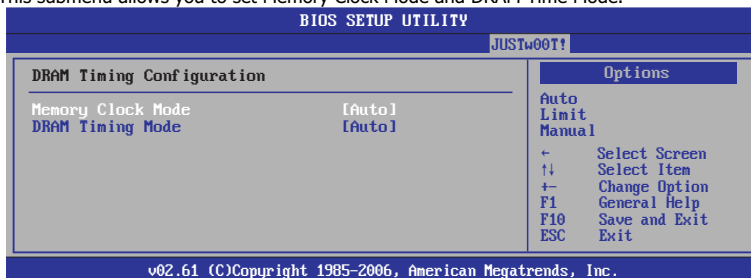 This submenu allows you to set Memory Clock Mode and DRAM Time Mode.
BIOS SETUP UTILITY
JUSTw00T!
DRAM Timing Configuration
Memory Clock Mode [Auto]
DRAM Timing Mode [Auto]
Options
Auto
Limit
Manual
← Select Screen
↑↓ Select Item
+- Change Option
F1 General Help
F10 Save and Exit
ESC Exit
v02.61 (C)Copyright 1985-2006, American Megatrends, Inc.